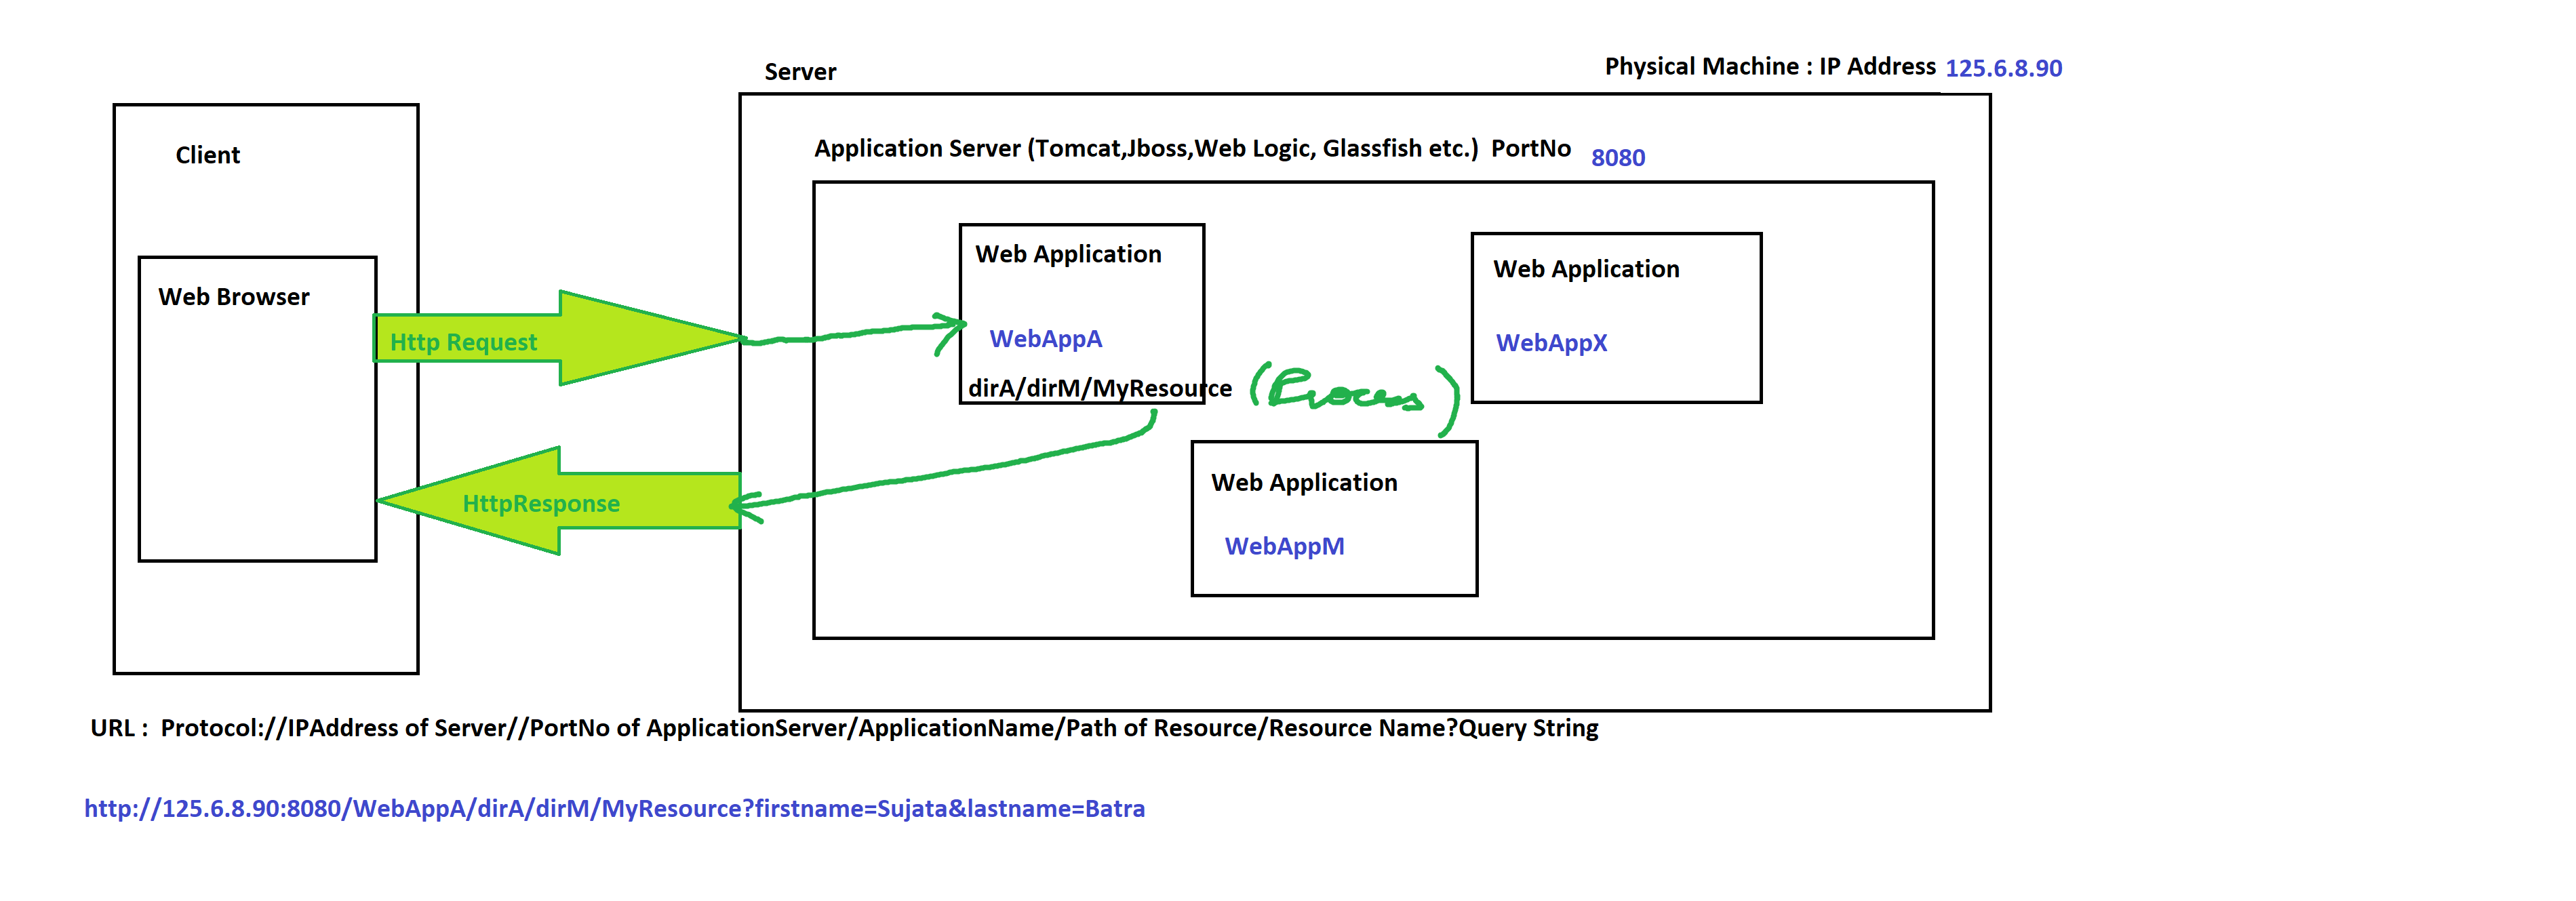 Server
Physical Machine : IP Address 125.6.8.90
Client
Application Server (Tomcat,Jboss,Web Logic, Glassfish etc.) PortNo 8080
Web Browser
Http Request
HttpResponse
Web Application
WebAppA
dirA/dirM/MyResource (Process)
Web Application
WebAppX
Web Application
WebAppM
URL : Protocol://IPAddress of Server//PortNo of ApplicationServer/ApplicationName/Path of Resource/Resource Name?Query String
http://125.6.8.90:8080/WebAppA/dirA/dirM/MyResource?firstname=Sujata&lastname=Batra